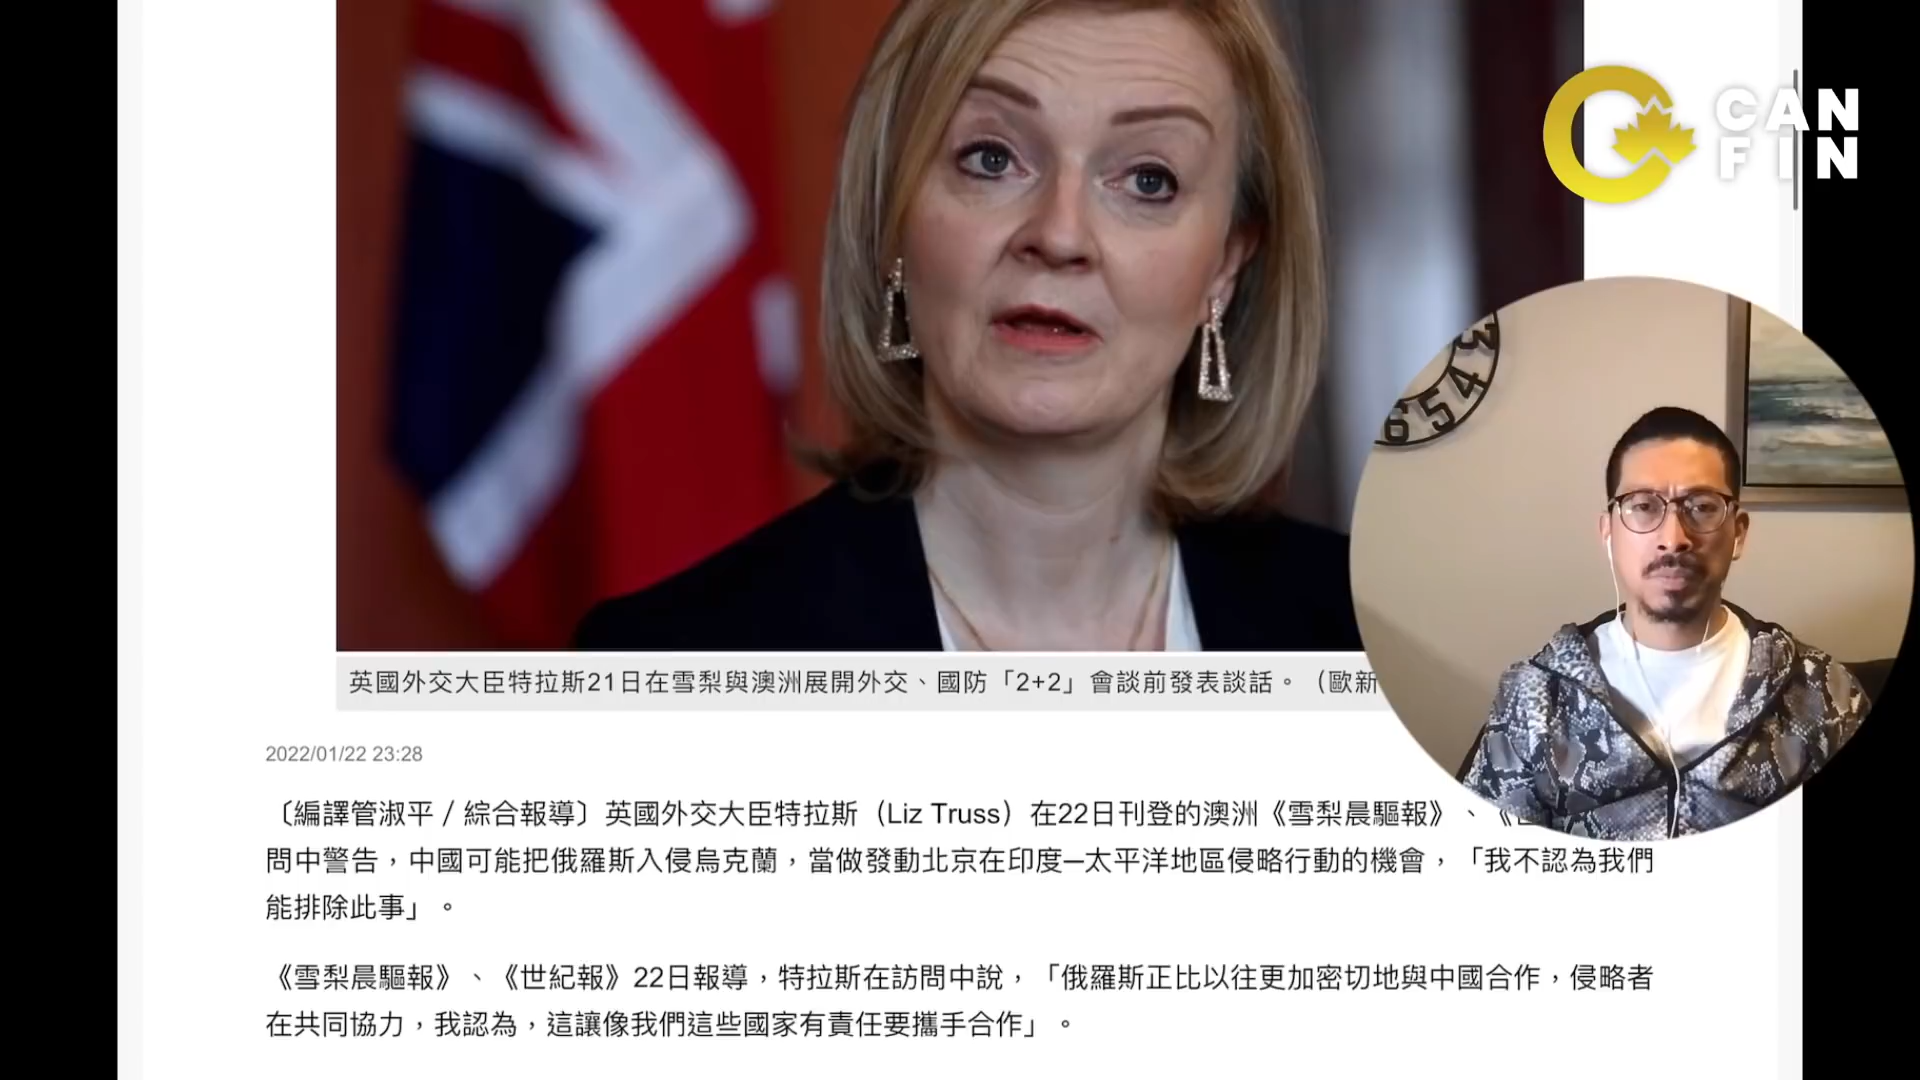 CAN
FIN
3
4
5
6
英國外交大臣特拉斯21日在雪梨與澳洲展開外交、國防「2+2」會談前發表談話。（歐新
2022/01/22 23:28
〔編譯管淑平／綜合報導〕英國外交大臣特拉斯（Liz Truss）在22日刊登的澳洲《雪梨晨驅報》、《
問中警告，中國可能把俄羅斯入侵烏克蘭，當做發動北京在印度─太平洋地區侵略行動的機會，「我不認為我們
能排除此事」。
《雪梨晨驅報》、《世紀報》22日報導，特拉斯在訪問中說，「俄羅斯正比以往更加密切地與中國合作，侵略者
在共同協力，我認為，這讓像我們這些國家有責任要攜手合作」。